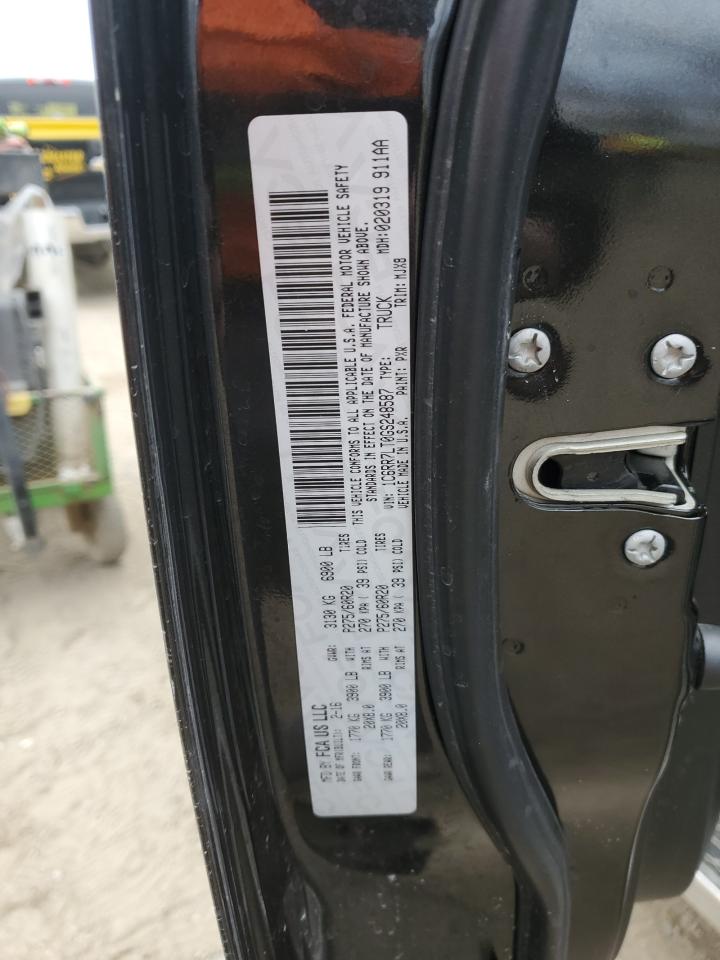 MFD BY: FCA US LLC
DATE OF MFR(BUILT): 2-16 GVWR: 3130 KG 6900 LB
GAWR FRONT: 1770 KG 3900 LB WITH P275/60R20 TIRES
20X8.0 RIMS AT 270 KPA ( 39 PSI) COLD
GAWR REAR: 1770 KG 3900 LB WITH P275/60R20 TIRES
20X8.0 RIMS AT 270 KPA ( 39 PSI) COLD
THIS VEHICLE CONFORMS TO ALL APPLICABLE U.S.A. FEDERAL MOTOR VEHICLE SAFETY
STANDARDS IN EFFECT ON THE DATE OF MANUFACTURE SHOWN ABOVE.
VIN: 1C6RR7LT0GS248587 TYPE: TRUCK MDH:020319 911AA
VEHICLE MADE IN U.S.A. PAINT: PXR TRIM: MJX8